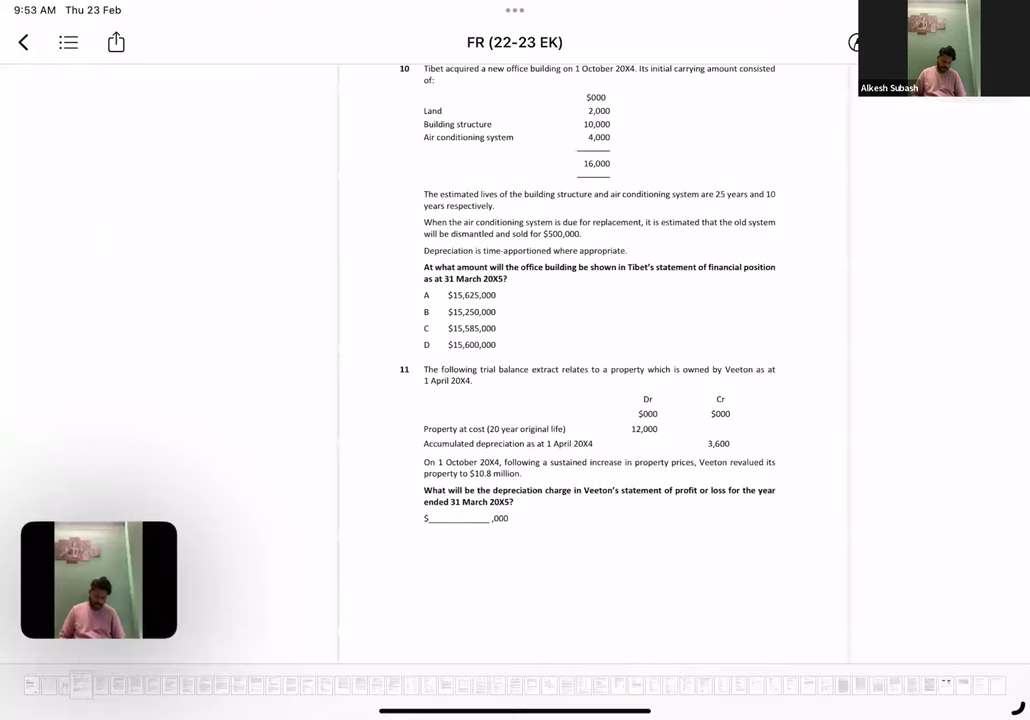 9:53 AM Thu 23 Feb
FR (22-23 EK)
Alkesh Subash
10 Tibet acquired a new office building on 1 October 20X4. Its initial carrying amount consisted
of:
$000
Land 2,000
Building structure 10,000
Air conditioning system 4,000
16,000
The estimated lives of the building structure and air conditioning system are 25 years and 10
years respectively.
When the air conditioning system is due for replacement, it is estimated that the old system
will be dismantled and sold for $500,000.
Depreciation is time-apportioned where appropriate.
At what amount will the office building be shown in Tibet's statement of financial position
as at 31 March 20X5?
A $15,625,000
B $15,250,000
C $15,585,000
D $15,600,000
11 The following trial balance extract relates to a property which is owned by Veeton as at
1 April 20X4.
Dr Cr
$000 $000
Property at cost (20 year original life) 12,000
Accumulated depreciation as at 1 April 20X4 3,600
On 1 October 20X4, following a sustained increase in property prices, Veeton revalued its
property to $10.8 million.
What will be the depreciation charge in Veeton's statement of profit or loss for the year
ended 31 March 20X5?
$____________ ,000